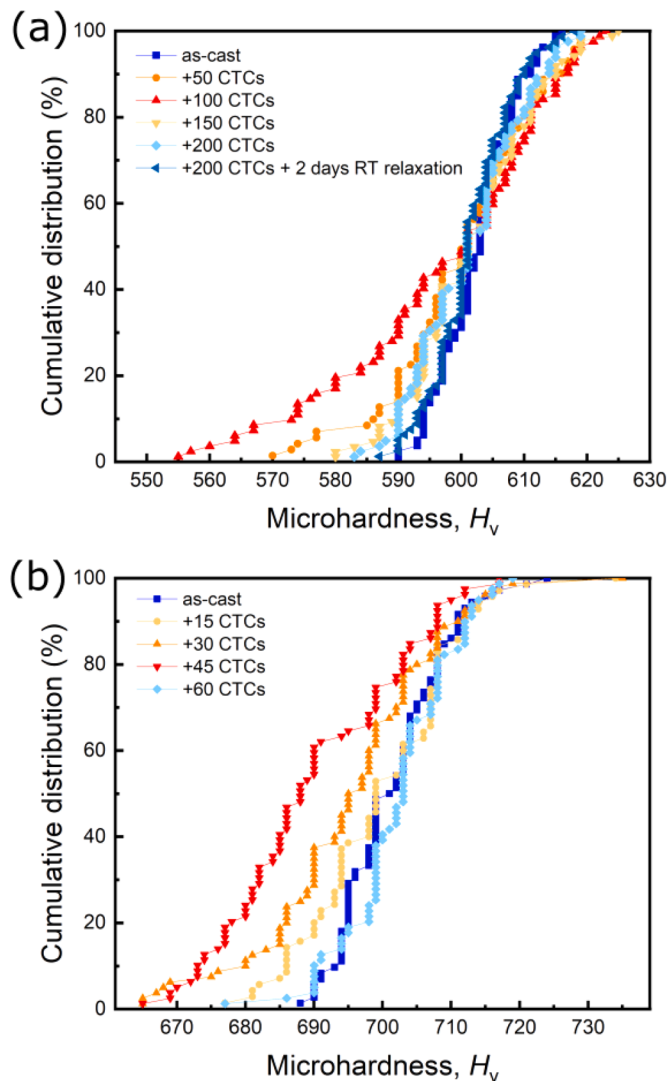 (a)
100
80
60
40
20
0
Cumulative distribution (%)
as-cast
+50 CTCs
+100 CTCs
+150 CTCs
+200 CTCs
+200 CTCs + 2 days RT relaxation
550 560 570 580 590 600 610 620 630
Microhardness, Hv
(b)
100
80
60
40
20
0
Cumulative distribution (%)
as-cast
+15 CTCs
+30 CTCs
+45 CTCs
+60 CTCs
670 680 690 700 710 720 730
Microhardness, Hv